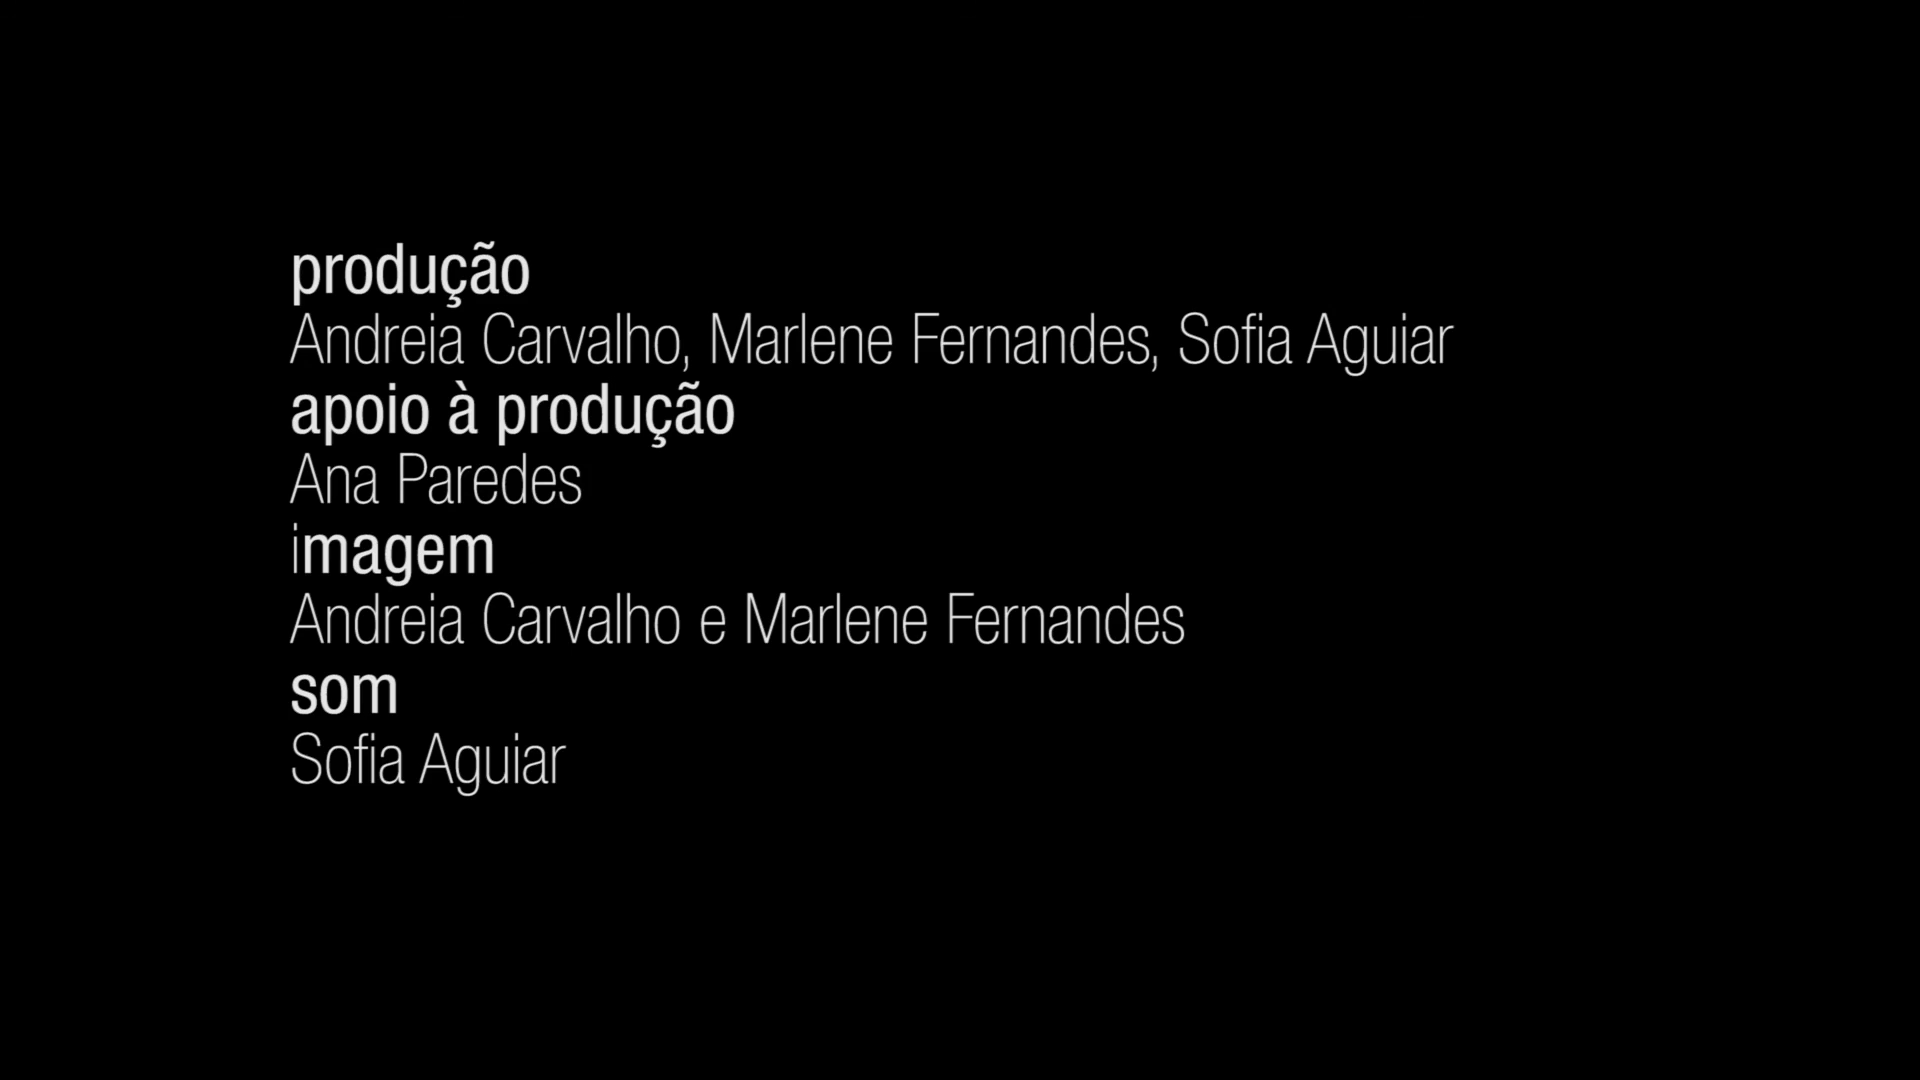 produção
Andreia Carvalho, Marlene Fernandes, Sofia Aguiar
apoio à produção
Ana Paredes
imagem
Andreia Carvalho e Marlene Fernandes
som
Sofia Aguiar